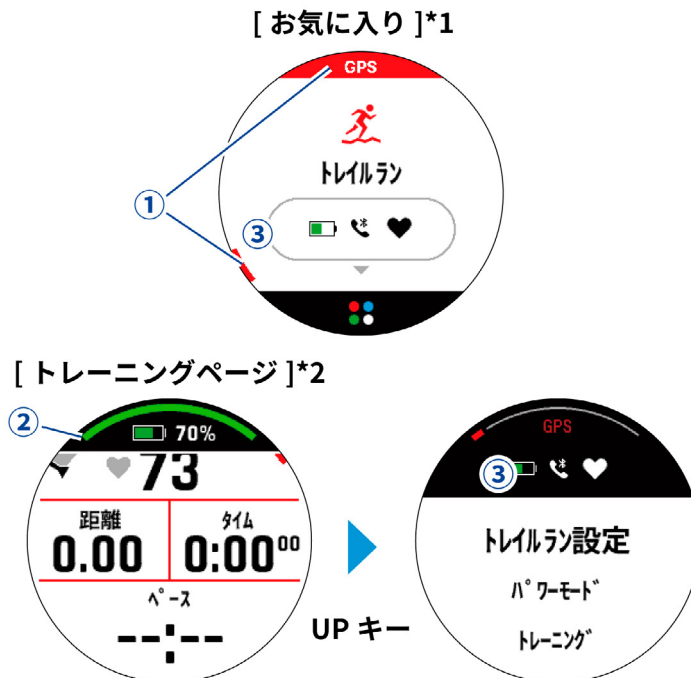 [ お気に入り ]*1
GPS
トレイルラン
①
③
[ トレーニングページ ]*2
②
70%
73
距離
0.00
タイム
0:00⁰⁰
ペース
--:--
UP キー
GPS
③
トレイルラン設定
パワーモード
トレーニング